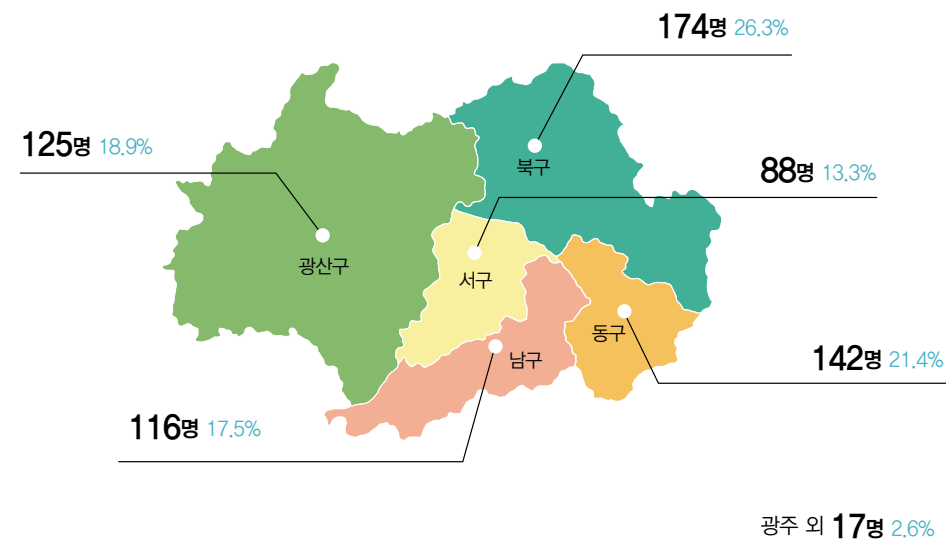 174명 26.3%
북구
125명 18.9%
88명 13.3%
광산구
서구
동구
남구
142명 21.4%
116명 17.5%
광주 외 17명 2.6%